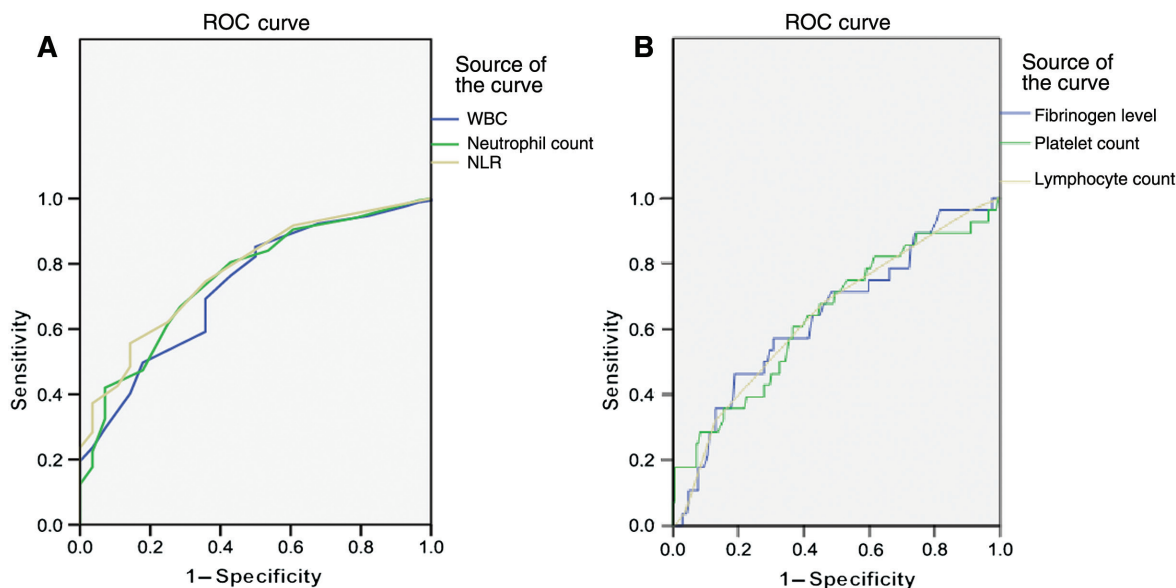 A
ROC curve
Source of
the curve
WBC
Neutrophil count
NLR
1.0
0.8
0.6
0.4
0.2
0.0
Sensitivity
0.0 0.2 0.4 0.6 0.8 1.0
1–Specificity
B
ROC curve
Source of
the curve
Fibrinogen level
Platelet count
Lymphocyte count
1.0
0.8
0.6
0.4
0.2
0.0
Sensitivity
0.0 0.2 0.4 0.6 0.8 1.0
1–Specificity